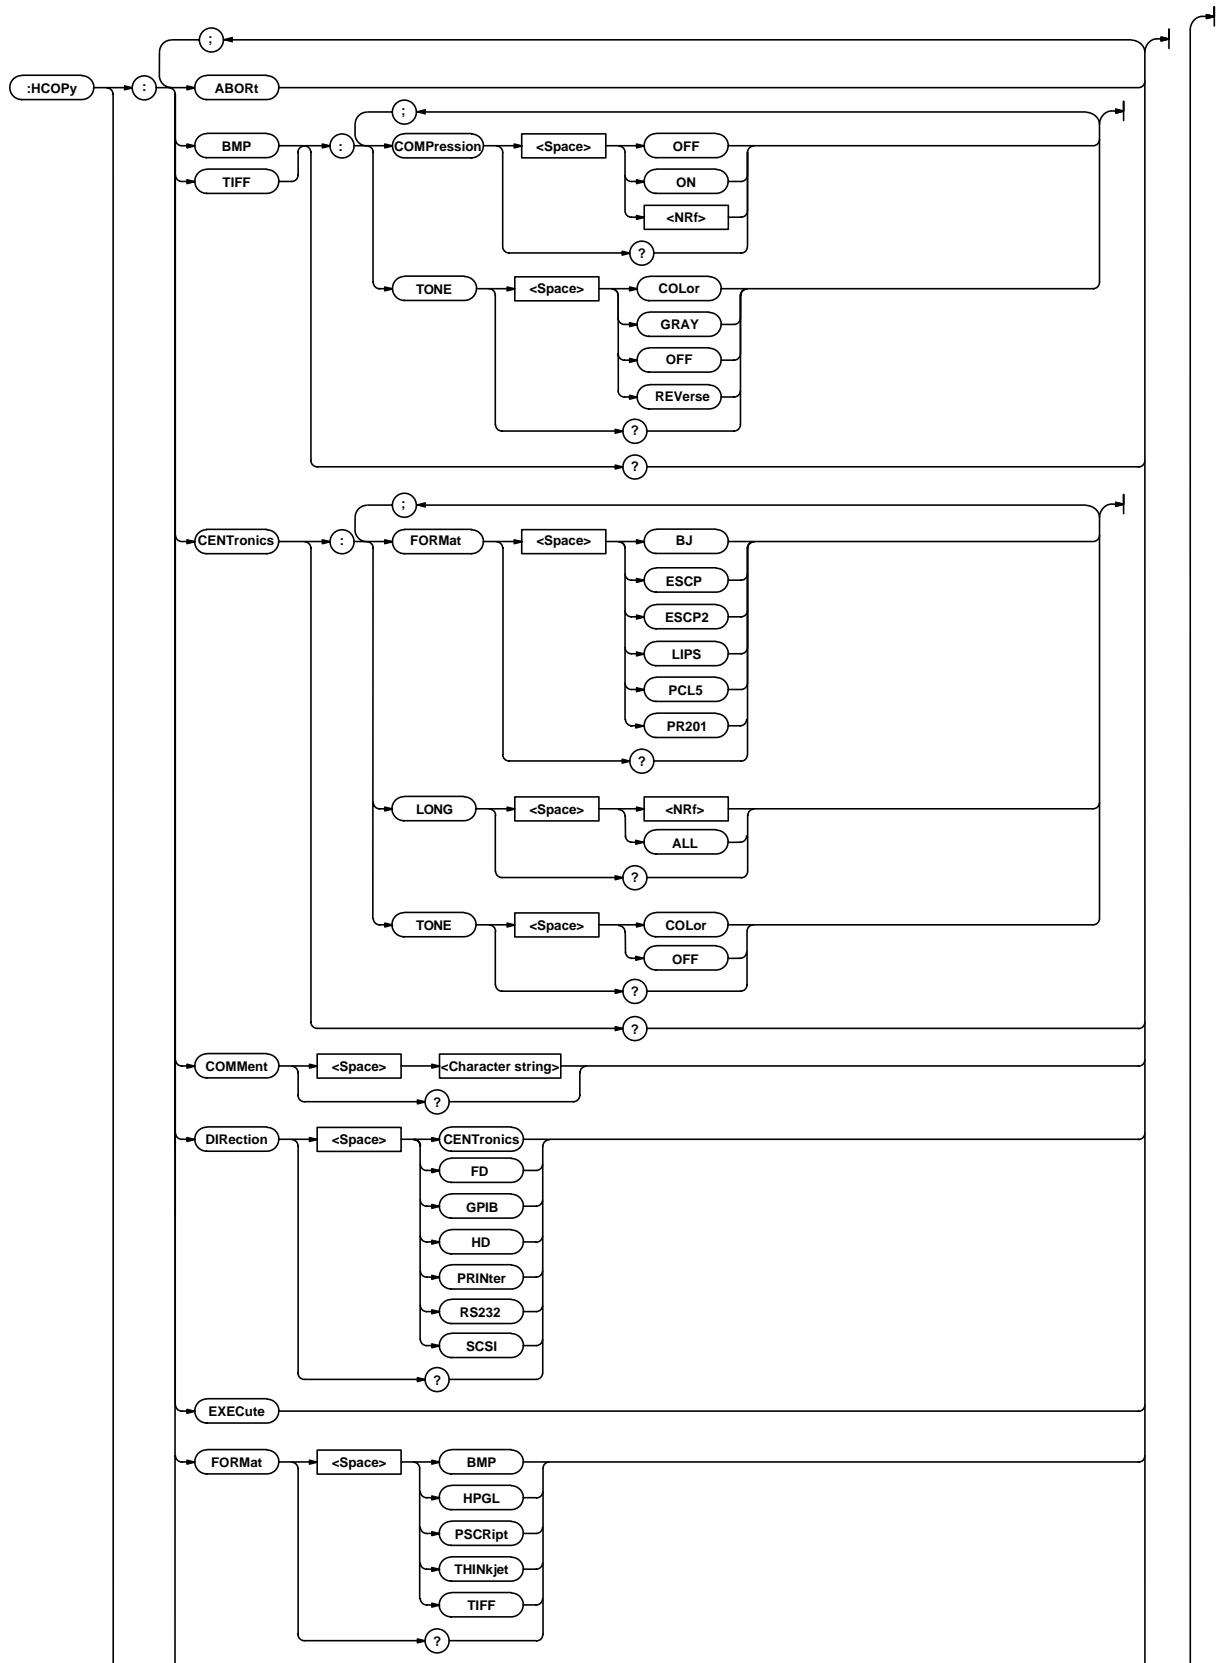 ;
:HCOPy : ABORt
;
BMP : COMPression <Space> OFF
TIFF ON
<NRf>
?
TONE <Space> COLor
GRAY
OFF
REVerse
?
?
;
CENTronics : FORMat <Space> BJ
ESCP
ESCP2
LIPS
PCL5
PR201
?
LONG <Space> <NRf>
ALL
?
TONE <Space> COLor
OFF
?
?
COMMent <Space> <Character string>
?
DIRection <Space> CENTronics
FD
GPIB
HD
PRINter
RS232
SCSI
?
EXECute
FORMat <Space> BMP
HPGL
PSCRipt
THINkjet
TIFF
?